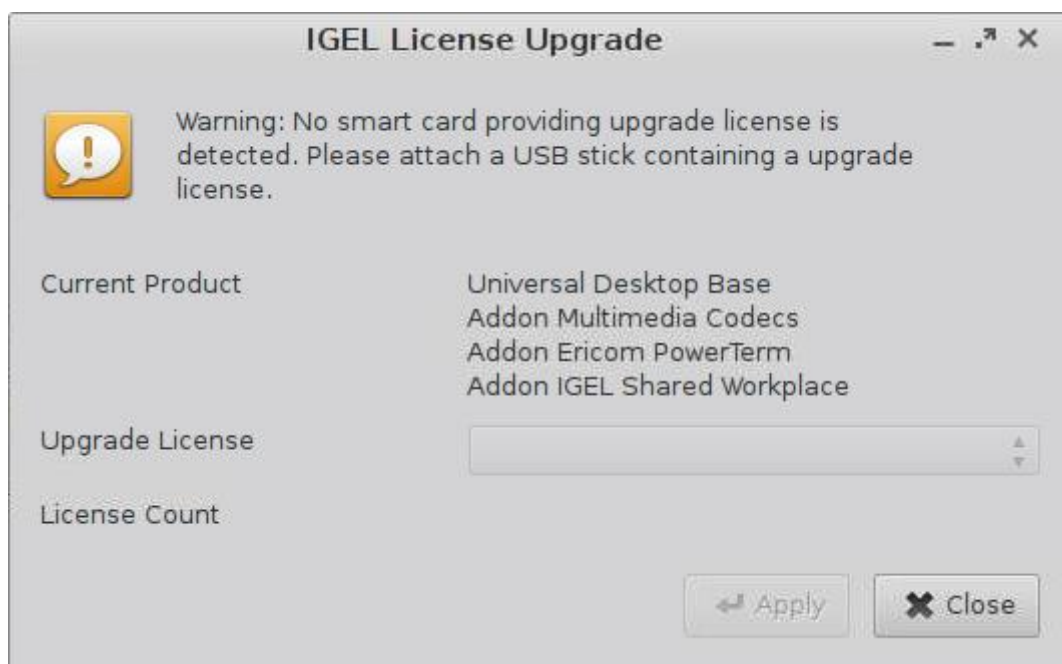 IGEL License Upgrade
Warning: No smart card providing upgrade license is
detected. Please attach a USB stick containing a upgrade
license.
Current Product
Universal Desktop Base
Addon Multimedia Codecs
Addon Ericom PowerTerm
Addon IGEL Shared Workplace
Upgrade License
License Count
Apply
Close